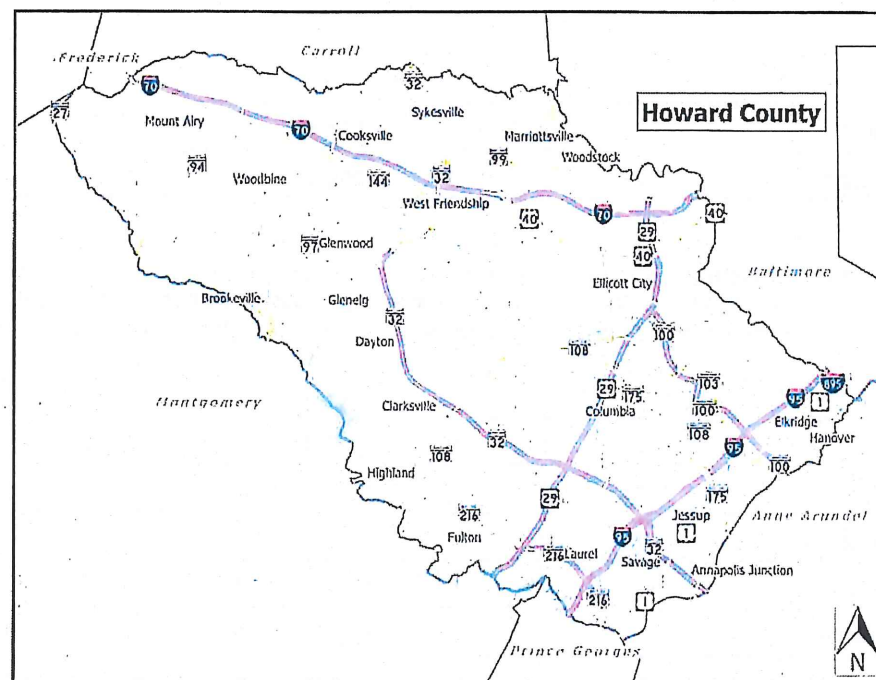 Carroll
Frederick
70
32
27
Sykesville
Howard County
Mount Airy
70
Cooksville
Marriottsville
99
Woodstock
94
Woodbine
144
32
West Friendship
40
70
40
29
97
Glenwood
40
Baltimore
Ellicott City
Brookeville
Glenelg
32
Dayton
100
108
103
29
175
895
95
1
Montgomery
Clarksville
Columbia
100
Elkridge
108
Hanover
32
95
108
100
Highland
29
175
216
Jessup
Anne Arundel
1
Fulton
95
216
Laurel
32
Savage
Annapolis Junction
216
1
Prince Georges
N